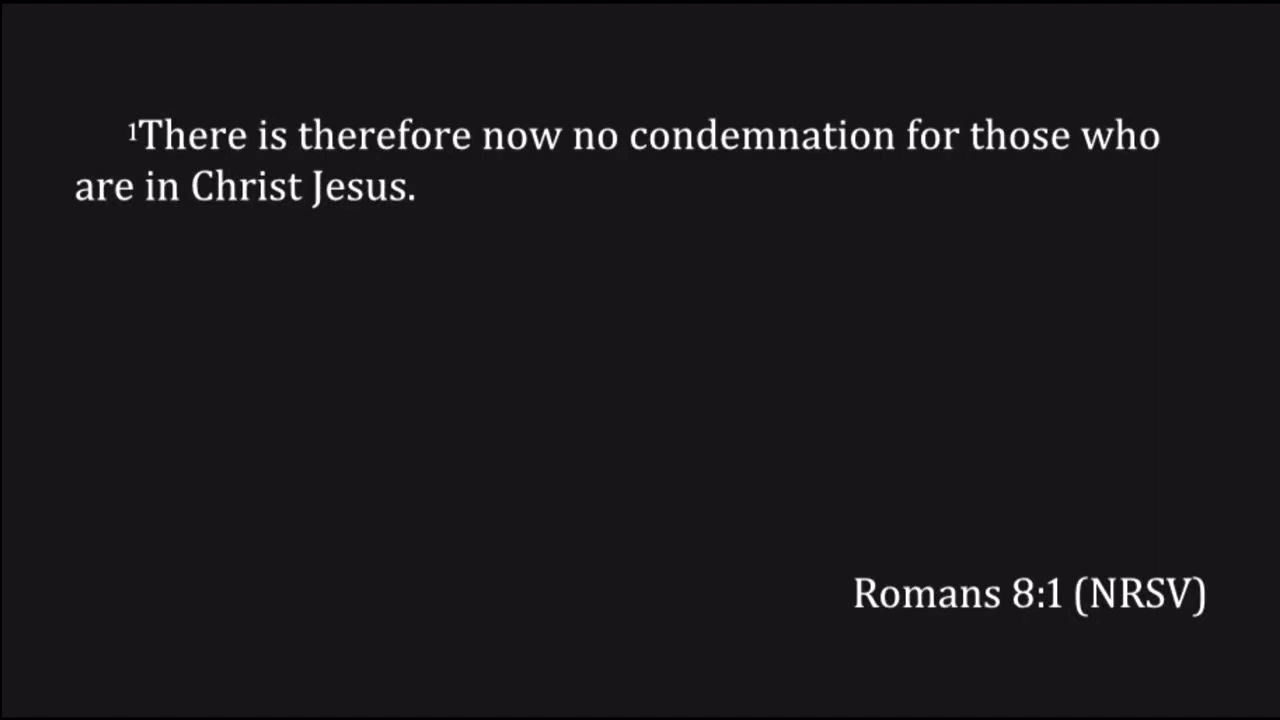 ¹There is therefore now no condemnation for those who
are in Christ Jesus.
Romans 8:1 (NRSV)